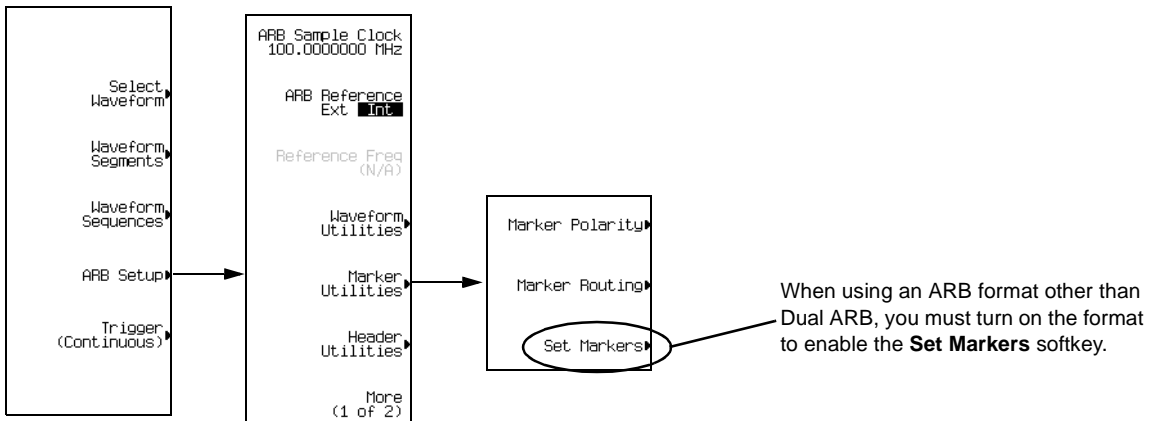 Select
Waveform
Waveform
Segments
Waveform
Sequences
ARB Setup
Trigger
(Continuous)
ARB Sample Clock
100.0000000 MHz
ARB Reference
Ext Int
Reference Freq
(N/A)
Waveform
Utilities
Marker
Utilities
Header
Utilities
More
(1 of 2)
Marker Polarity
Marker Routing
Set Markers
When using an ARB format other than
Dual ARB, you must turn on the format
to enable the Set Markers softkey.